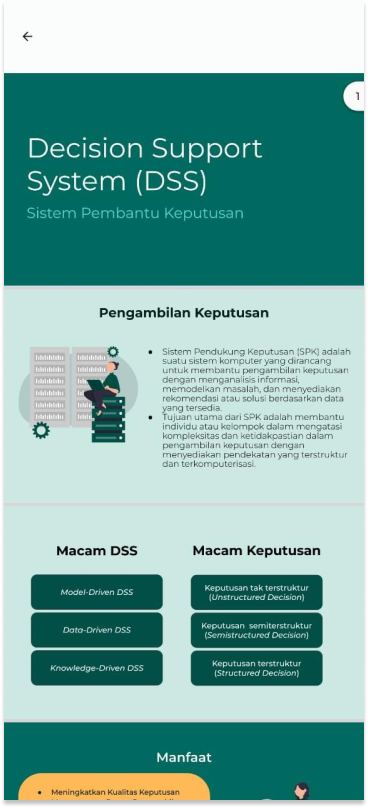 1
Decision Support
System (DSS)
Sistem Pembantu Keputusan
Pengambilan Keputusan
● Sistem Pendukung Keputusan (SPK) adalah
suatu sistem komputer yang dirancang
untuk membantu pengambilan keputusan
dengan menganalisis informasi,
memodelkan masalah, dan menyediakan
rekomendasi atau solusi berdasarkan data
yang tersedia.
● Tujuan utama dari SPK adalah membantu
individu atau kelompok dalam mengatasi
kompleksitas dan ketidakpastian dalam
pengambilan keputusan dengan
menyediakan pendekatan yang terstruktur
dan terkomputerisasi.
Macam DSS
Model-Driven DSS
Data-Driven DSS
Knowledge-Driven DSS
Macam Keputusan
Keputusan tak terstruktur
(Unstructured Decision)
Keputusan semiterstruktur
(Semistructured Decision)
Keputusan terstruktur
(Structured Decision)
Manfaat
● Meningkatkan Kualitas Keputusan